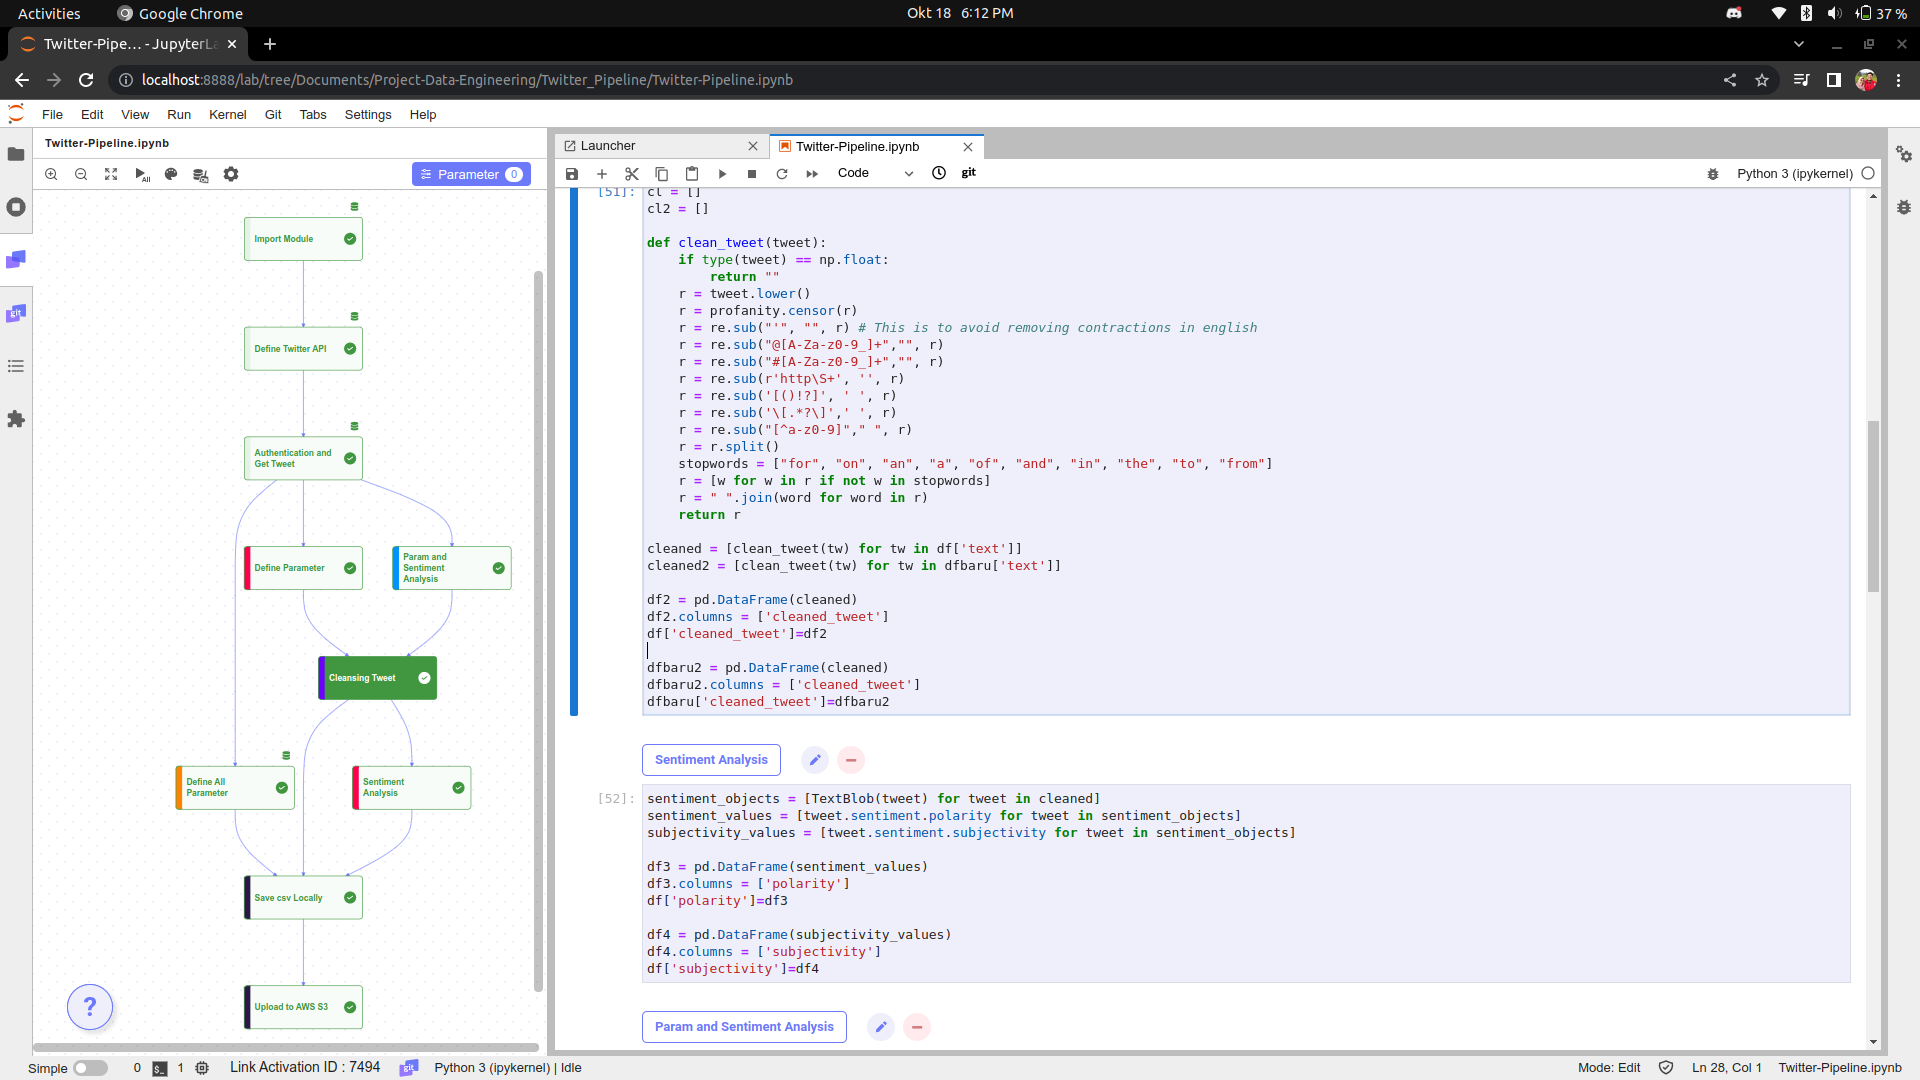 Activities
Google Chrome
Okt 18 6:12 PM
37 %
Twitter-Pipe… - JupyterLa
localhost:8888/lab/tree/Documents/Project-Data-Engineering/Twitter_Pipeline/Twitter-Pipeline.ipynb
File Edit View Run Kernel Git Tabs Settings Help
Twitter-Pipeline.ipynb
All
Parameter 0
Import Module
Define Twitter API
Authentication and
Get Tweet
Define Parameter
Param and
Sentiment
Analysis
Cleansing Tweet
Define All
Parameter
Sentiment
Analysis
Save csv Locally
Upload to AWS S3
?
git
Launcher
Twitter-Pipeline.ipynb
Code
git
Python 3 (ipykernel)
[51]:
cl = []
cl2 = []
def clean_tweet(tweet):
    if type(tweet) == np.float:
        return ""
    r = tweet.lower()
    r = profanity.censor(r)
    r = re.sub("'", "", r) # This is to avoid removing contractions in english
    r = re.sub("@[A-Za-z0-9_]+","", r)
    r = re.sub("#[A-Za-z0-9_]+","", r)
    r = re.sub(r'http\S+', '', r)
    r = re.sub('[()!?]', ' ', r)
    r = re.sub('\[.*?\]',' ', r)
    r = re.sub("[^a-z0-9]"," ", r)
    r = r.split()
    stopwords = ["for", "on", "an", "a", "of", "and", "in", "the", "to", "from"]
    r = [w for w in r if not w in stopwords]
    r = " ".join(word for word in r)
    return r
cleaned = [clean_tweet(tw) for tw in df['text']]
cleaned2 = [clean_tweet(tw) for tw in dfbaru['text']]
df2 = pd.DataFrame(cleaned)
df2.columns = ['cleaned_tweet']
df['cleaned_tweet']=df2
dfbaru2 = pd.DataFrame(cleaned)
dfbaru2.columns = ['cleaned_tweet']
dfbaru['cleaned_tweet']=dfbaru2
Sentiment Analysis
[52]:
sentiment_objects = [TextBlob(tweet) for tweet in cleaned]
sentiment_values = [tweet.sentiment.polarity for tweet in sentiment_objects]
subjectivity_values = [tweet.sentiment.subjectivity for tweet in sentiment_objects]
df3 = pd.DataFrame(sentiment_values)
df3.columns = ['polarity']
df['polarity']=df3
df4 = pd.DataFrame(subjectivity_values)
df4.columns = ['subjectivity']
df['subjectivity']=df4
Param and Sentiment Analysis
Simple
0
1
Link Activation ID : 7494
git
Python 3 (ipykernel) | Idle
Mode: Edit
Ln 28, Col 1
Twitter-Pipeline.ipynb